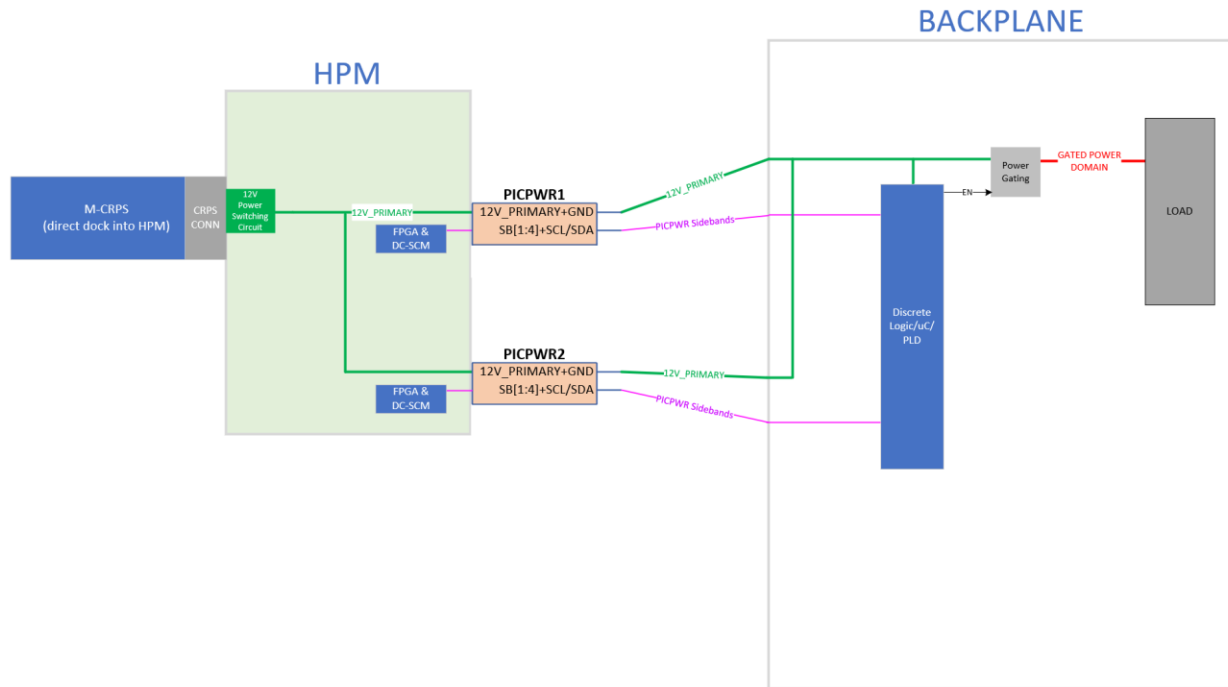 BACKPLANE
HPM
M-CRPS
(direct dock into HPM)
CRPS
CONN
12V
Power
Switching
Circuit
12V_PRIMARY
FPGA &
DC-SCM
PICPWR1
12V_PRIMARY+GND
SB[1:4]+SCL/SDA
12V_PRIMARY
PICPWR Sidebands
FPGA &
DC-SCM
PICPWR2
12V_PRIMARY+GND
SB[1:4]+SCL/SDA
12V_PRIMARY
PICPWR Sidebands
Discrete
Logic/uC/
PLD
EN
Power
Gating
GATED POWER
DOMAIN
LOAD